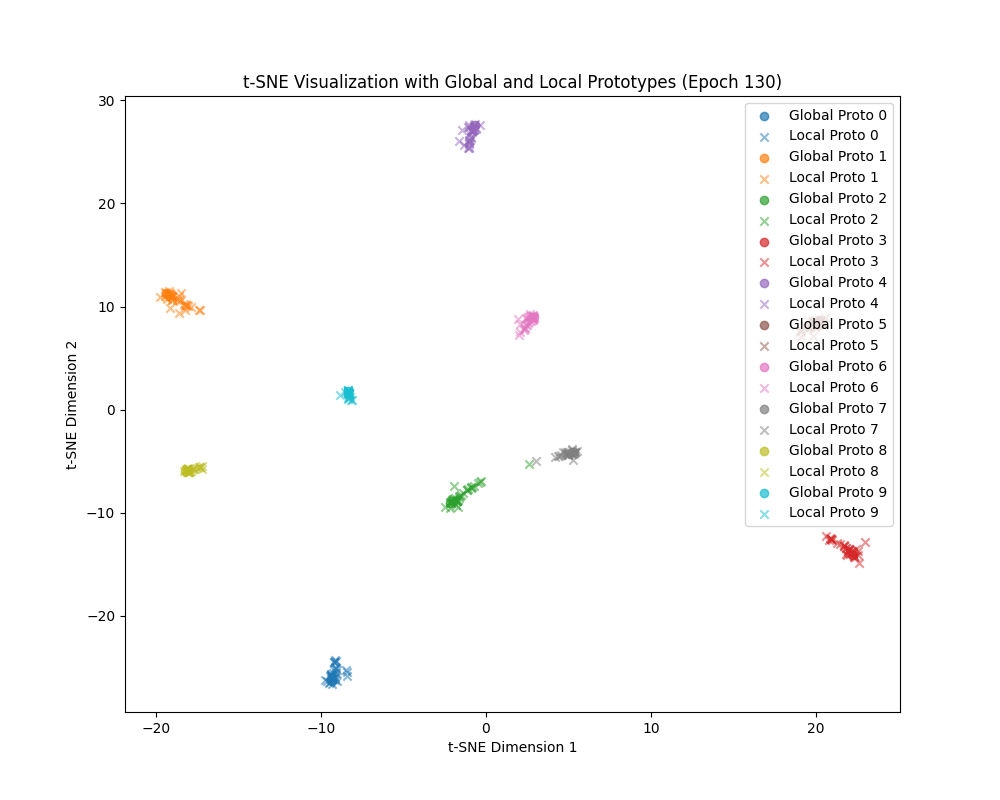 t-SNE Visualization with Global and Local Prototypes (Epoch 130)
30
20
10
0
−10
−20
t-SNE Dimension 2
−20
−10
0
10
20
t-SNE Dimension 1
Global Proto 0
Local Proto 0
Global Proto 1
Local Proto 1
Global Proto 2
Local Proto 2
Global Proto 3
Local Proto 3
Global Proto 4
Local Proto 4
Global Proto 5
Local Proto 5
Global Proto 6
Local Proto 6
Global Proto 7
Local Proto 7
Global Proto 8
Local Proto 8
Global Proto 9
Local Proto 9